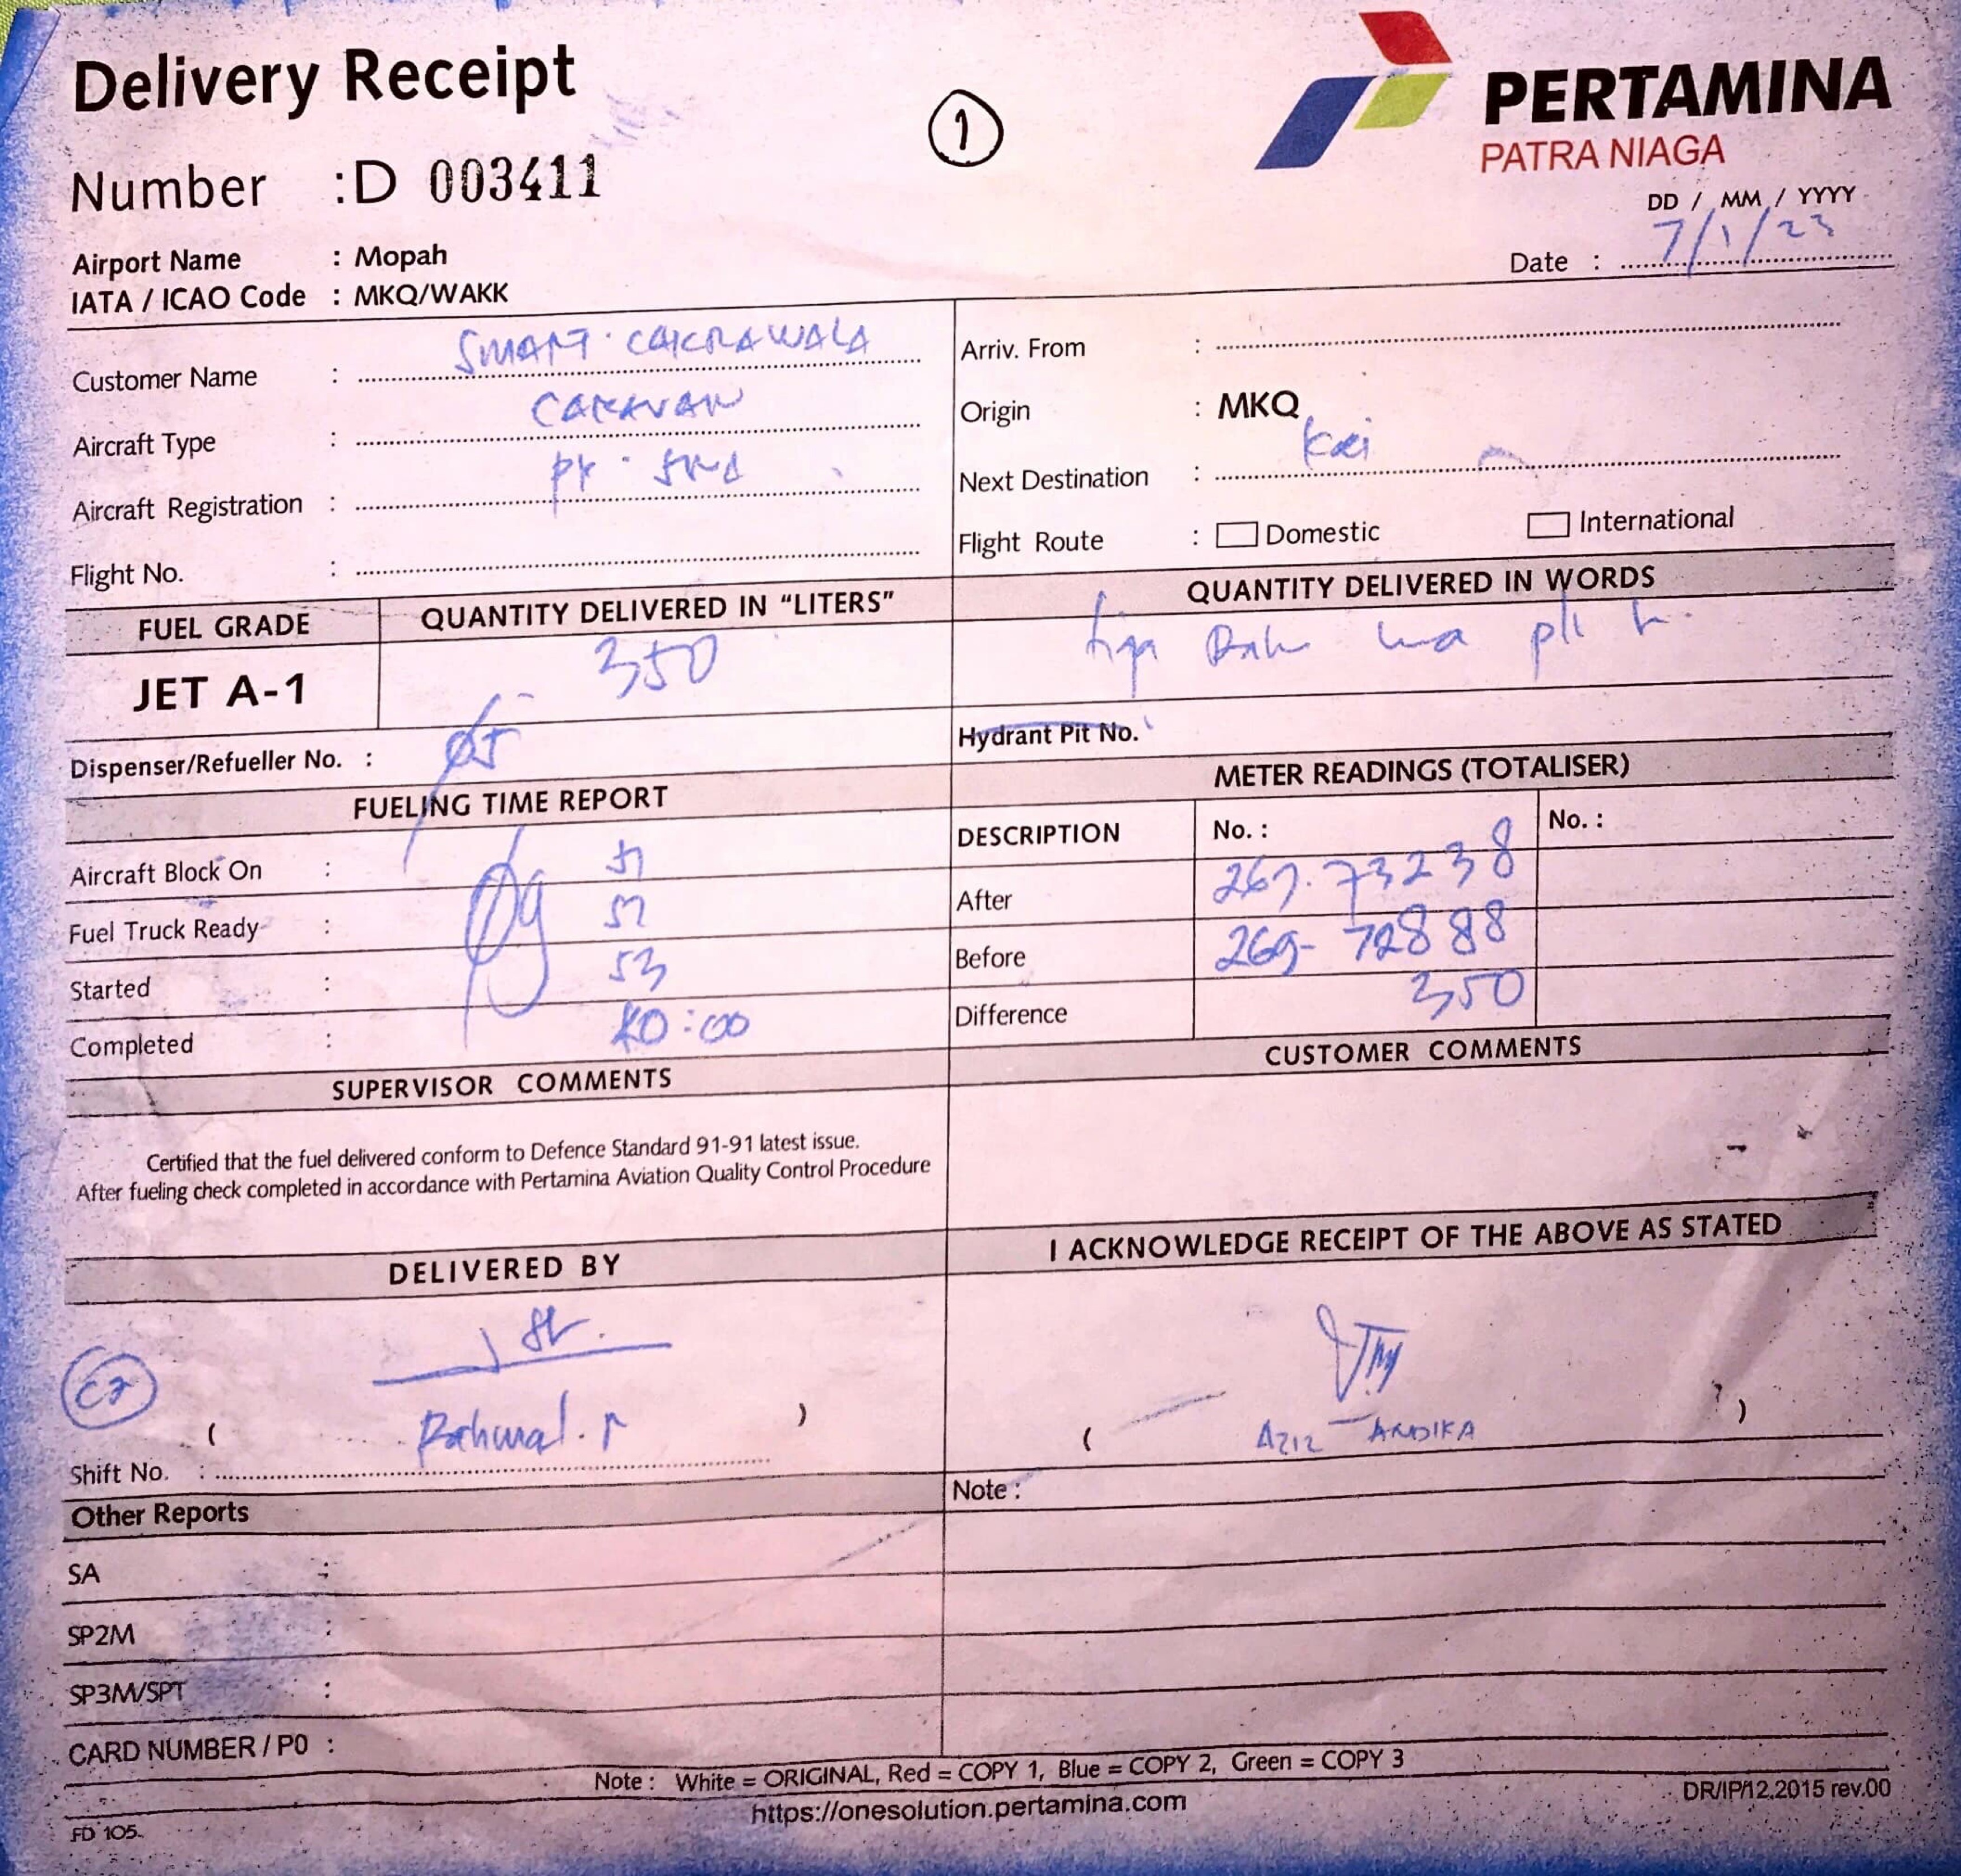 Delivery Receipt
1
PERTAMINA
PATRA NIAGA
Number : D 003411
DD / MM / YYYY
Date : 7/1/23
Airport Name : Mopah
IATA / ICAO Code : MKQ/WAKK
Customer Name : SMART CAKRAWALA
Aircraft Type : CARAVAN
Aircraft Registration : PK -
Flight No. :
Arriv. From :
Origin : MKQ
Next Destination :
Flight Route : Domestic International
FUEL GRADE
QUANTITY DELIVERED IN "LITERS"
QUANTITY DELIVERED IN WORDS
JET A-1
350
tiga
Dispenser/Refueller No. :
Hydrant Pit No.
FUELING TIME REPORT
METER READINGS (TOTALISER)
DESCRIPTION No. : No. :
Aircraft Block On :
Fuel Truck Ready :
Started : 53
Completed :
After 73238
Before 72888
Difference 350
SUPERVISOR COMMENTS
CUSTOMER COMMENTS
Certified that the fuel delivered conform to Defence Standard 91-91 latest issue.
After fueling check completed in accordance with Pertamina Aviation Quality Control Procedure
DELIVERED BY
I ACKNOWLEDGE RECEIPT OF THE ABOVE AS STATED
( )
( AZIZ ARDIKA )
Shift No. :
Note :
Other Reports
SA :
SP2M :
SP3M/SPT :
CARD NUMBER / PO :
Note : White = ORIGINAL, Red = COPY 1, Blue = COPY 2, Green = COPY 3
https://onesolution.pertamina.com
DR/IP/12.2015 rev.00
FD 105